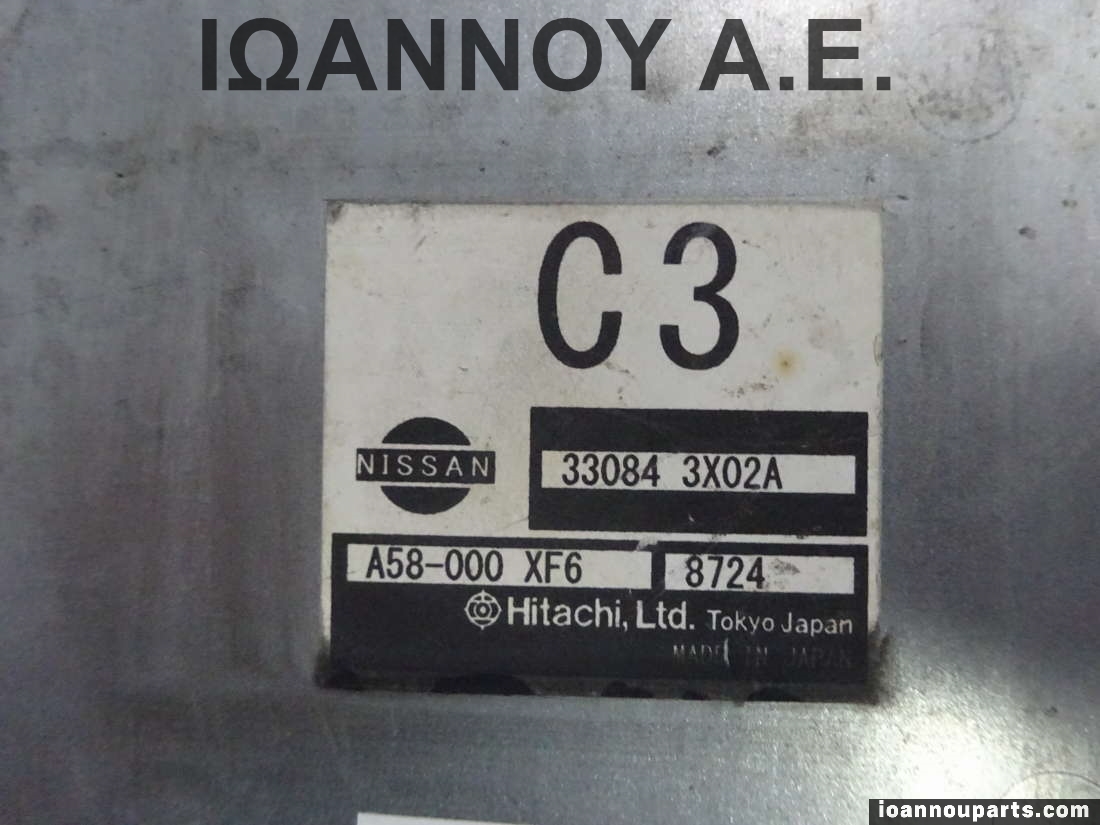 ΙΩΑΝΝΟΥ Α.Ε.
C3
NISSAN
33084 3X02A
A58-000 XF6
8724
Hitachi, Ltd. Tokyo Japan
MADE IN JAPAN
ioannouparts.com